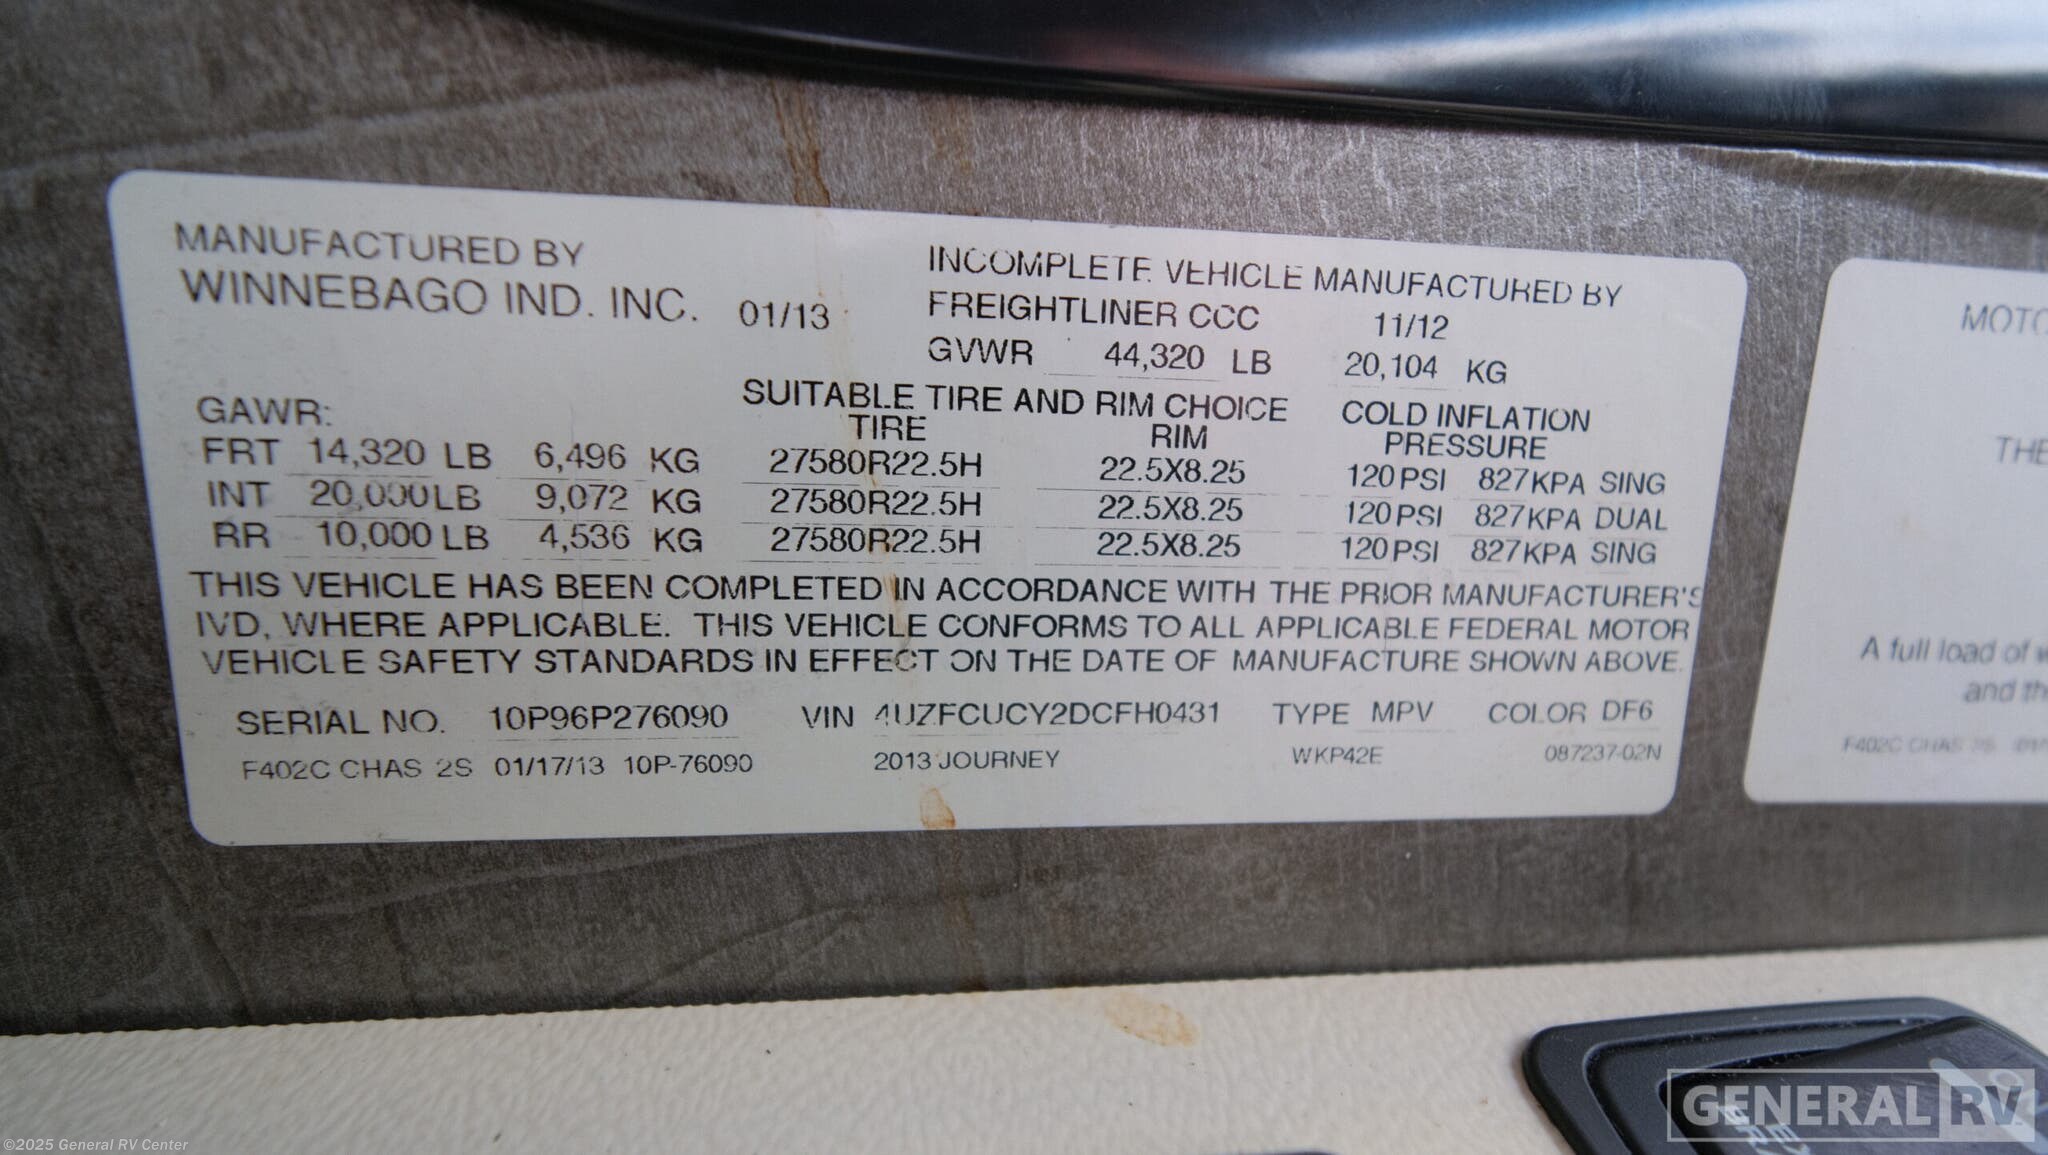 MANUFACTURED BY
WINNEBAGO IND. INC. 01/13
INCOMPLETE VEHICLE MANUFACTURED BY
FREIGHTLINER CCC 11/12
GVWR 44,320 LB 20,104 KG
SUITABLE TIRE AND RIM CHOICE COLD INFLATION
GAWR: TIRE RIM PRESSURE
FRT 14,320 LB 6,496 KG 27580R22.5H 22.5X8.25 120 PSI 827 KPA SING
INT 20,000 LB 9,072 KG 27580R22.5H 22.5X8.25 120 PSI 827 KPA DUAL
RR 10,000 LB 4,536 KG 27580R22.5H 22.5X8.25 120 PSI 827 KPA SING
THIS VEHICLE HAS BEEN COMPLETED IN ACCORDANCE WITH THE PRIOR MANUFACTURER'S
IVD, WHERE APPLICABLE. THIS VEHICLE CONFORMS TO ALL APPLICABLE FEDERAL MOTOR
VEHICLE SAFETY STANDARDS IN EFFECT ON THE DATE OF MANUFACTURE SHOWN ABOVE.
SERIAL NO. 10P96P276090 VIN 4UZFCUCY2DCFH0431 TYPE MPV COLOR DF6
F402C CHAS 2S 01/17/13 10P-76090 2013 JOURNEY WKP42E 087237-02N
MOTO
THE
A full load of w
and th
F402C CHAS 2S
GENERAL RV
©2025 General RV Center